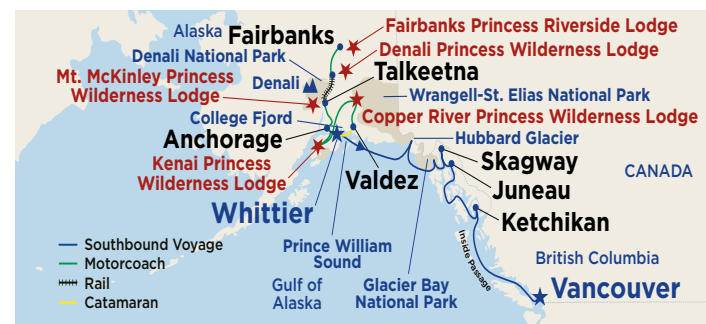 Alaska
Fairbanks
Fairbanks Princess Riverside Lodge
Denali National Park
Denali Princess Wilderness Lodge
Mt. McKinley Princess
Wilderness Lodge
Denali
Talkeetna
Wrangell-St. Elias National Park
College Fjord
Copper River Princess Wilderness Lodge
Anchorage
Hubbard Glacier
Kenai Princess
Wilderness Lodge
Valdez
Skagway
CANADA
Juneau
Whittier
Ketchikan
Prince William
Sound
Inside Passage
British Columbia
Gulf of
Alaska
Glacier Bay
National Park
Vancouver
Southbound Voyage
Motorcoach
Rail
Catamaran